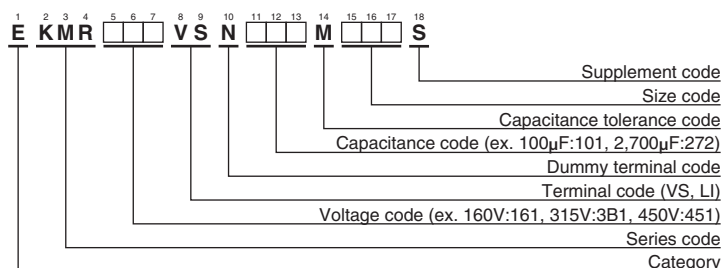 1 2 3 4 5 6 7 8 9 10 11 12 13 14 15 16 17 18
E KMR VS N M S
Supplement code
Size code
Capacitance tolerance code
Capacitance code (ex. 100μF:101, 2,700μF:272)
Dummy terminal code
Terminal code (VS, LI)
Voltage code (ex. 160V:161, 315V:3B1, 450V:451)
Series code
Category